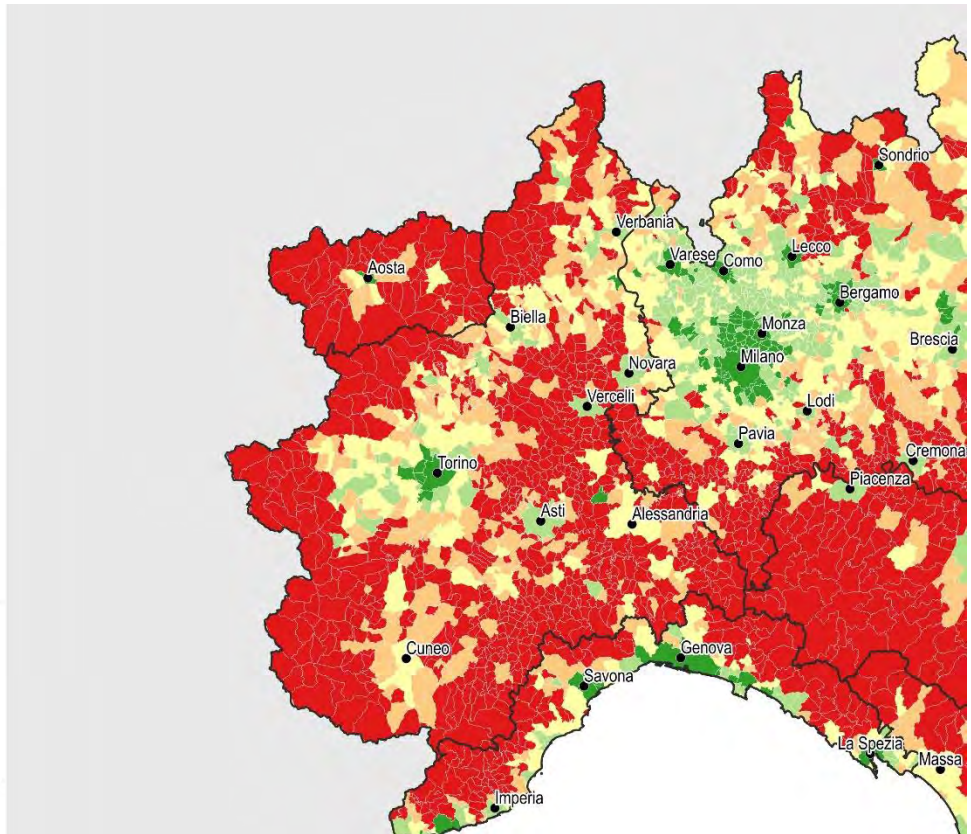 Sondrio
Verbania
Varese
Como
Lecco
Aosta
Bergamo
Biella
Monza
Brescia
Milano
Novara
Vercelli
Lodi
Pavia
Cremona
Torino
Piacenza
Asti
Alessandria
Cuneo
Genova
Savona
La Spezia
Massa
Imperia